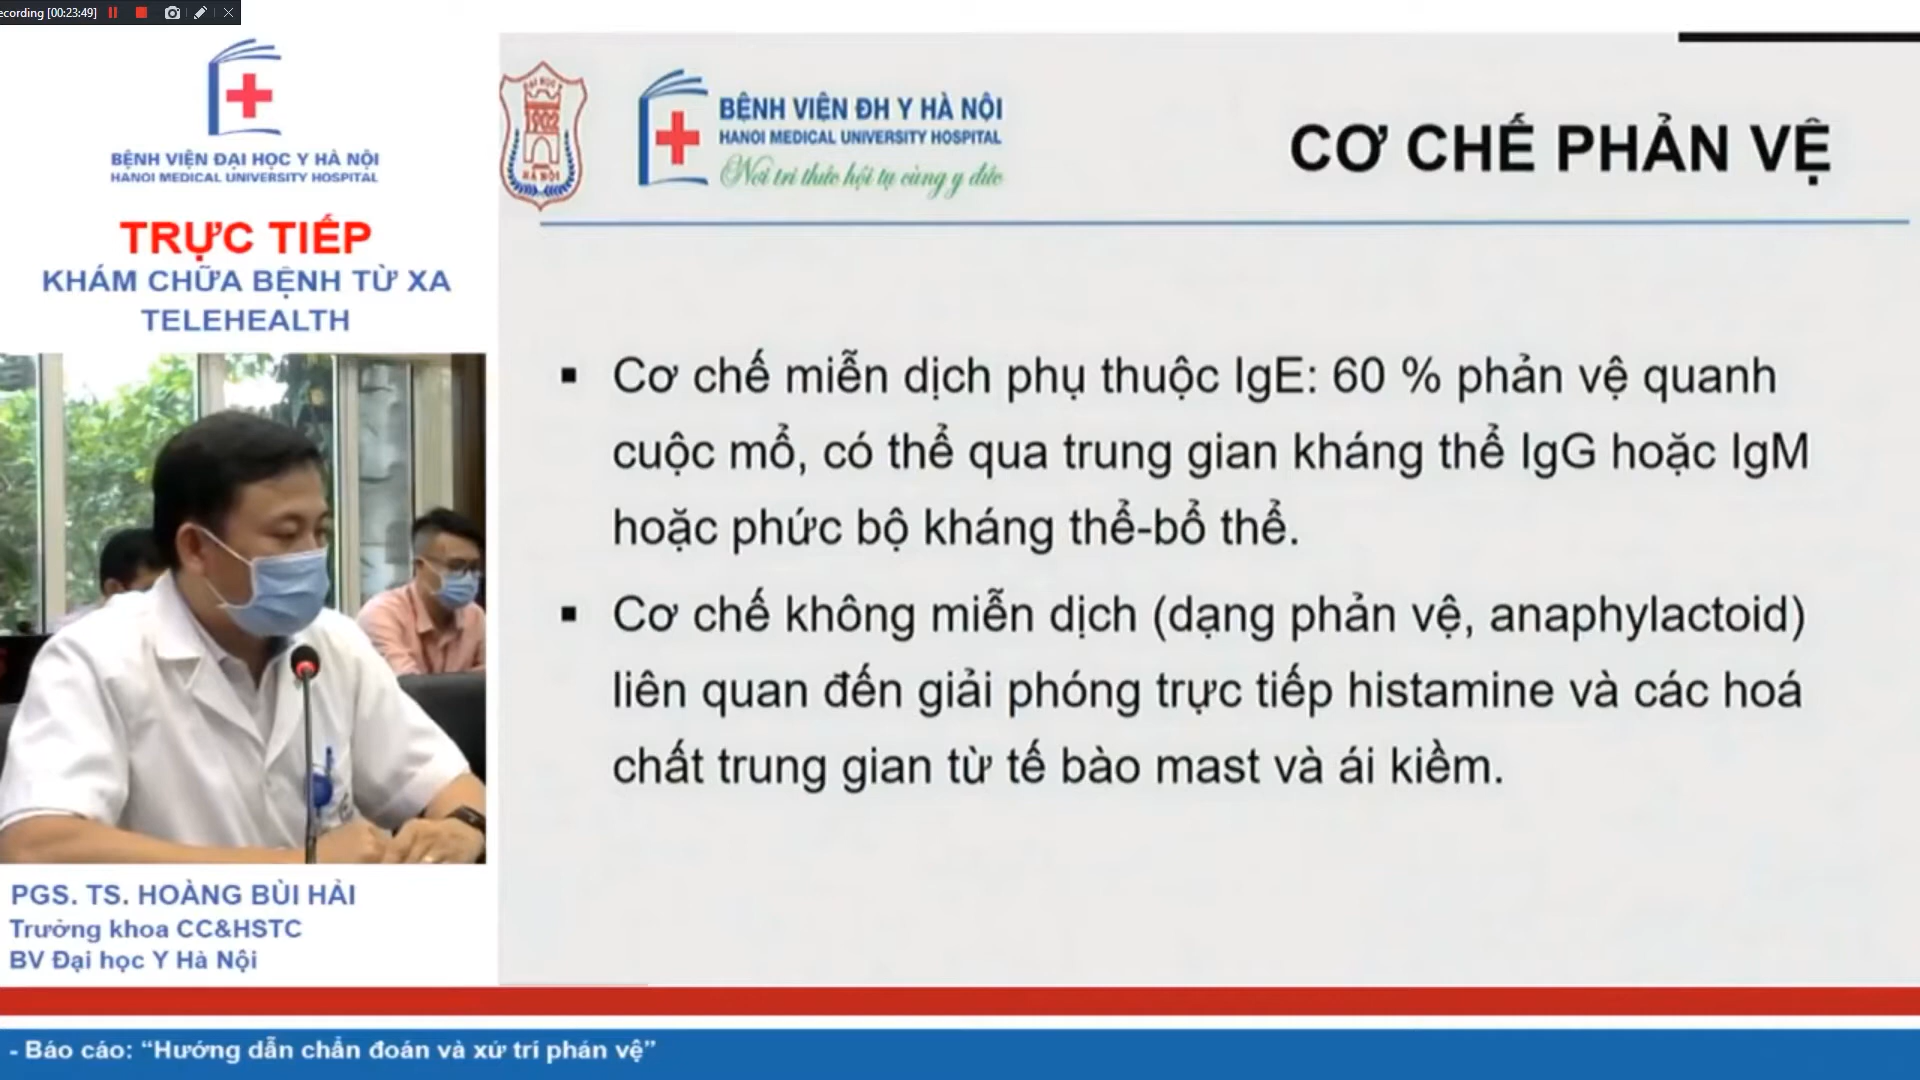 ecording [00:23:49]
BỆNH VIỆN ĐẠI HỌC Y HÀ NỘI
HANOI MEDICAL UNIVERSITY HOSPITAL
TRỰC TIẾP
KHÁM CHỮA BỆNH TỪ XA
TELEHEALTH
PGS. TS. HOÀNG BÙI HẢI
Trưởng khoa CC&HSTC
BV Đại học Y Hà Nội
ĐẠI HỌC Y
1902
HÀ NỘI
BỆNH VIỆN ĐH Y HÀ NỘI
HANOI MEDICAL UNIVERSITY HOSPITAL
Nơi tri thức hội tụ cùng y đức
CƠ CHẾ PHẢN VỆ
▪ Cơ chế miễn dịch phụ thuộc IgE: 60 % phản vệ quanh
cuộc mổ, có thể qua trung gian kháng thể IgG hoặc IgM
hoặc phức bộ kháng thể-bổ thể.
▪ Cơ chế không miễn dịch (dạng phản vệ, anaphylactoid)
liên quan đến giải phóng trực tiếp histamine và các hoá
chất trung gian từ tế bào mast và ái kiềm.
- Báo cáo: “Hướng dẫn chẩn đoán và xử trí phản vệ”